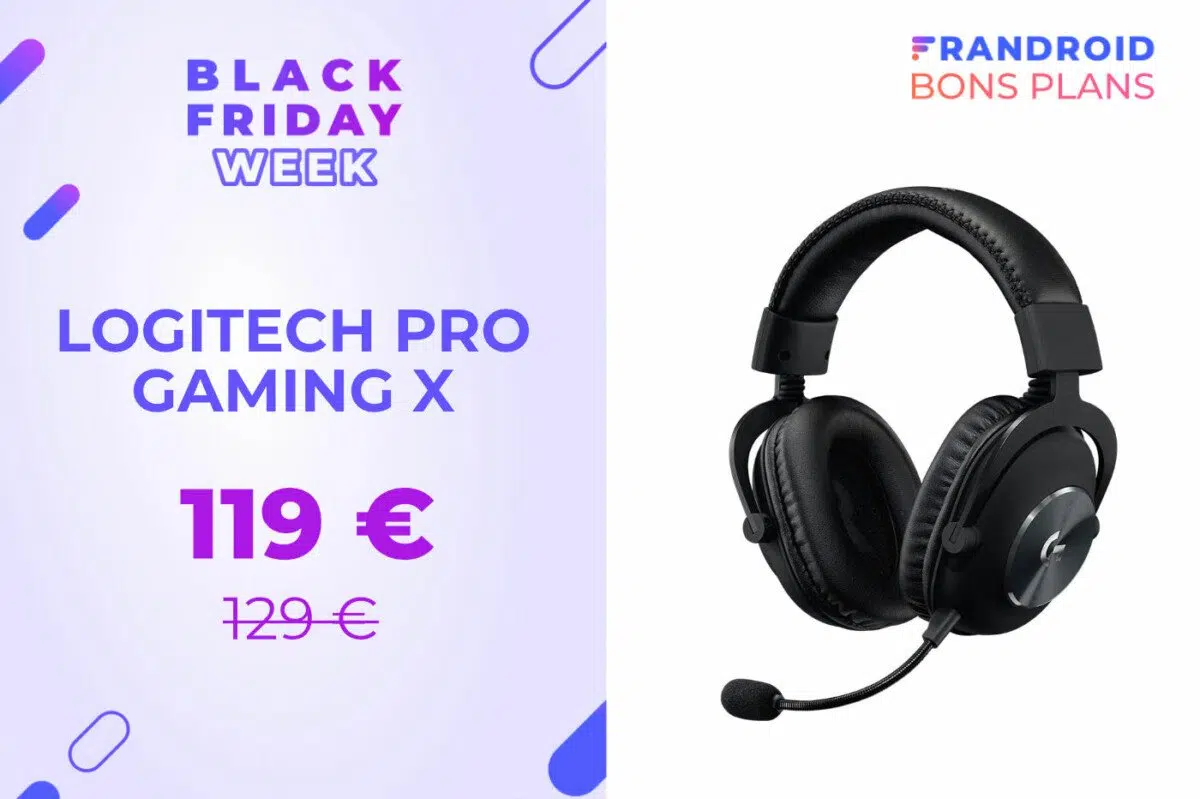 BLACK
FRIDAY
WEEK
FRANDROID
BONS PLANS
LOGITECH PRO
GAMING X
119 €
129 €
G